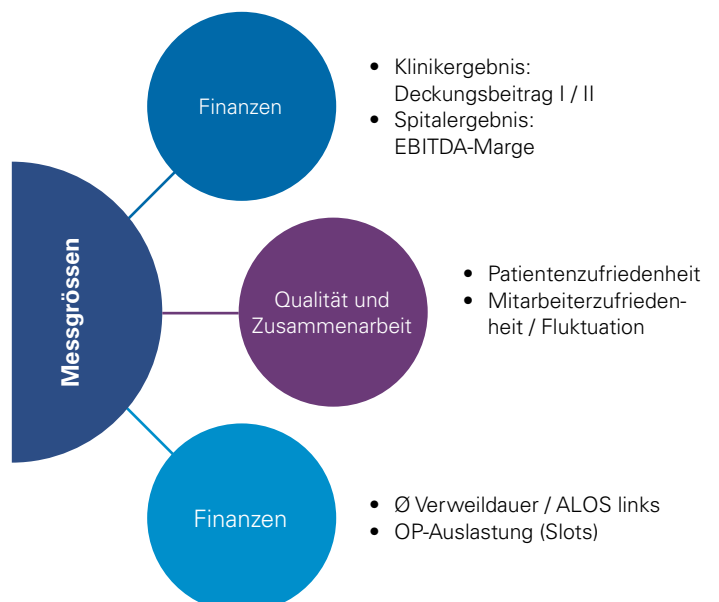 Messgrössen
Finanzen
• Klinikergebnis:
Deckungsbeitrag I / II
• Spitalergebnis:
EBITDA-Marge
Qualität und
Zusammenarbeit
• Patientenzufriedenheit
• Mitarbeiterzufrieden-
heit / Fluktuation
Finanzen
• Ø Verweildauer / ALOS links
• OP-Auslastung (Slots)